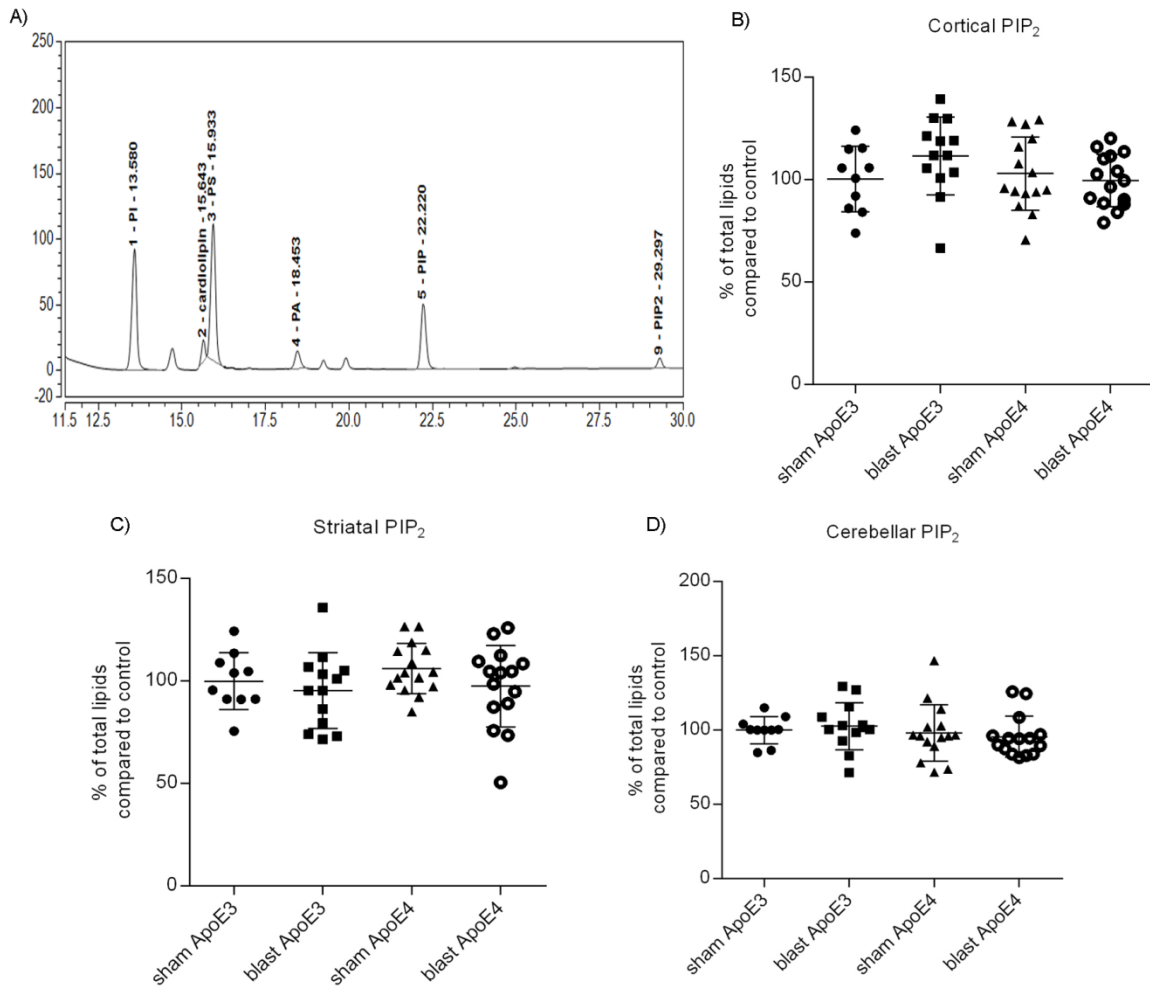 A)
250
200
150
100
50
0
-20
11.5 12.5 15.0 17.5 20.0 22.5 25.0 27.5 30.0
1 - PI - 13.580
2 - cardiolipin - 15.643
3 - PS - 15.933
4 - PA - 18.453
5 - PIP - 22.220
9 - PIP2 - 29.297
B)
Cortical PIP₂
% of total lipids
compared to control
150
100
50
0
sham ApoE3
blast ApoE3
sham ApoE4
blast ApoE4
C)
Striatal PIP₂
% of total lipids
compared to control
150
100
50
0
sham ApoE3
blast ApoE3
sham ApoE4
blast ApoE4
D)
Cerebellar PIP₂
% of total lipids
compared to control
200
150
100
50
0
sham ApoE3
blast ApoE3
sham ApoE4
blast ApoE4